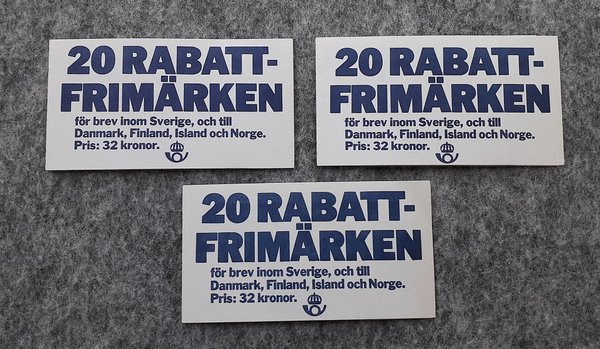 20 RABATT-
FRIMÄRKEN
för brev inom Sverige, och till
Danmark, Finland, Island och Norge.
Pris: 32 kronor.
20 RABATT-
FRIMÄRKEN
för brev inom Sverige, och till
Danmark, Finland, Island och Norge.
Pris: 32 kronor.
20 RABATT-
FRIMÄRKEN
för brev inom Sverige, och till
Danmark, Finland, Island och Norge.
Pris: 32 kronor.